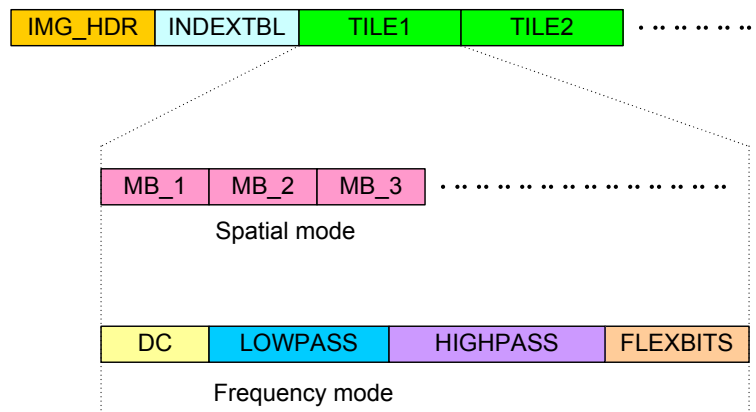 IMG_HDR INDEXTBL TILE1 TILE2
MB_1 MB_2 MB_3
Spatial mode
DC LOWPASS HIGHPASS FLEXBITS
Frequency mode